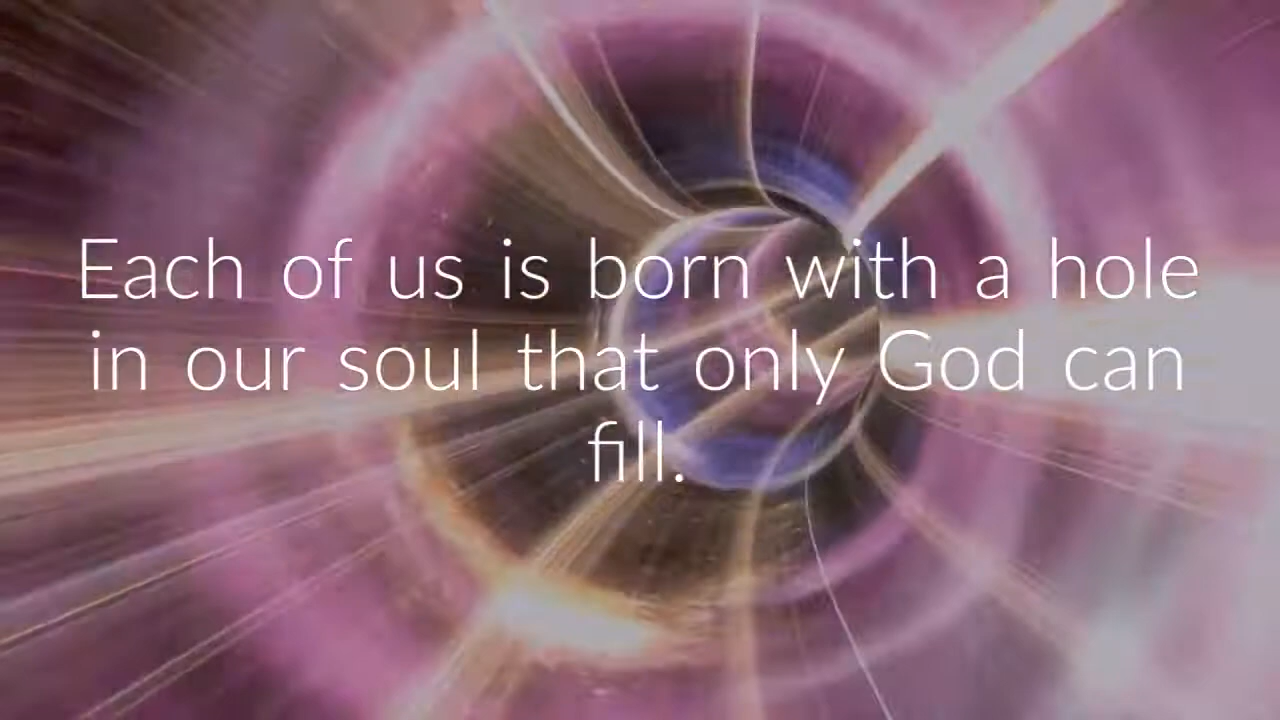 Each of us is born with a hole
in our soul that only God can
fill.